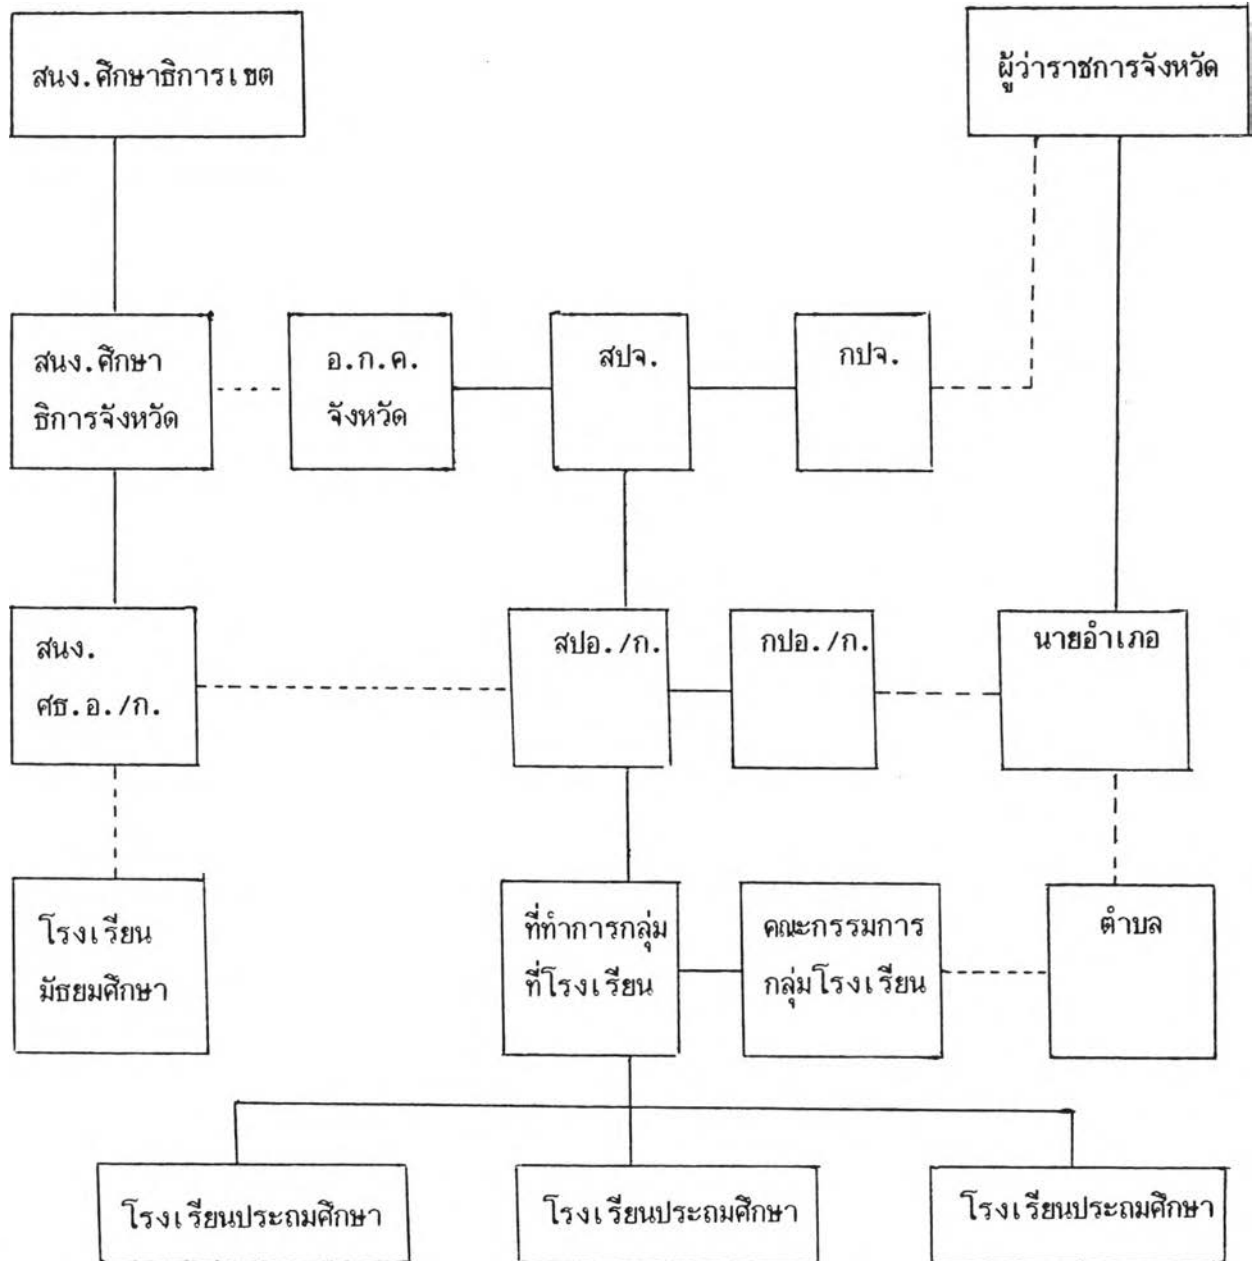 สนง.ศึกษาธิการเขต
ผู้ว่าราชการจังหวัด
สนง.ศึกษา
ธิการจังหวัด
อ.ก.ค.
จังหวัด
สปจ.
กปจ.
สนง.
ศธ.อ./ก.
สปอ./ก.
กปอ./ก.
นายอำเภอ
โรงเรียน
มัธยมศึกษา
ที่ทำการกลุ่ม
ที่โรงเรียน
คณะกรรมการ
กลุ่มโรงเรียน
ตำบล
โรงเรียนประถมศึกษา
โรงเรียนประถมศึกษา
โรงเรียนประถมศึกษา